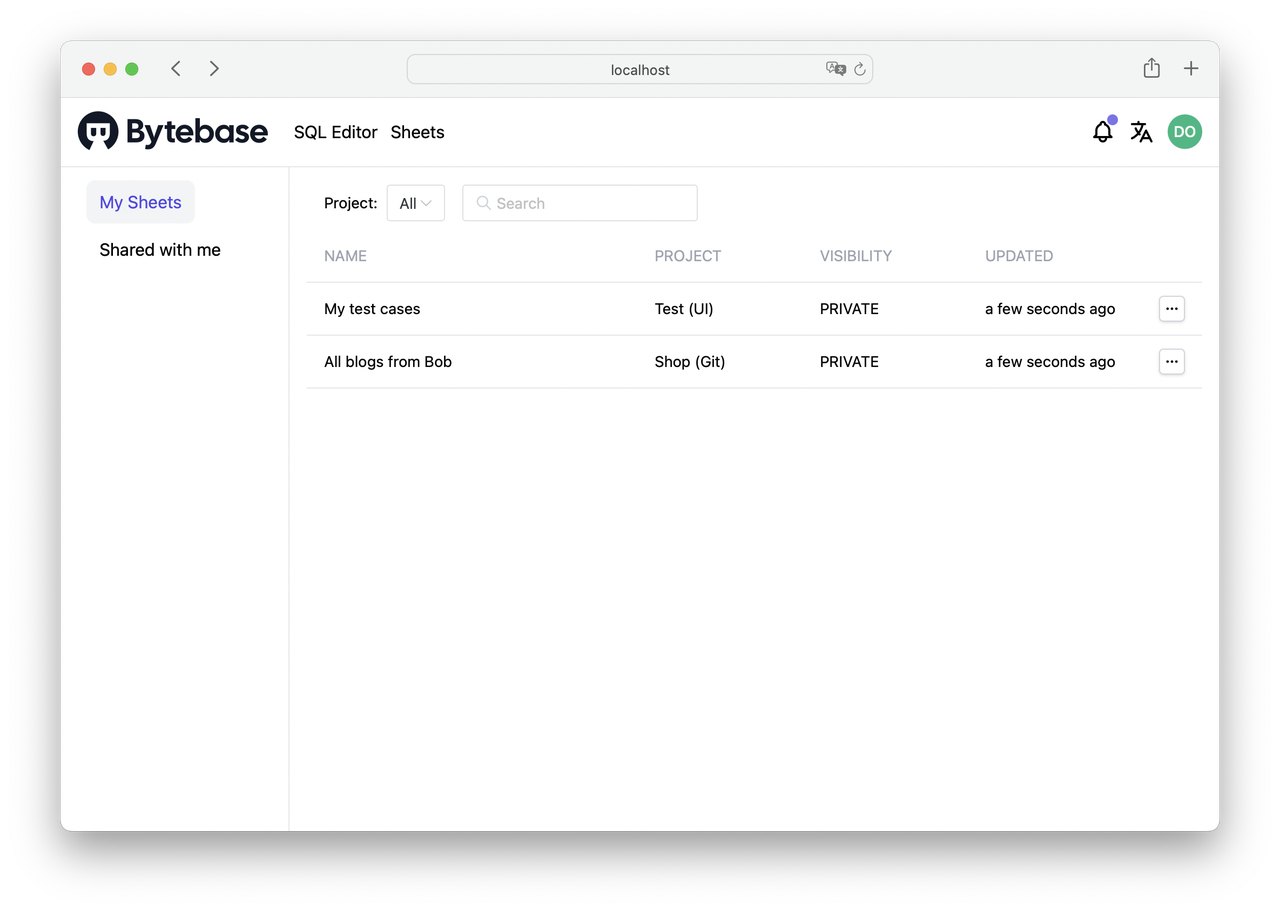 localhost
Bytebase SQL Editor Sheets DO
My Sheets
Shared with me
Project: All Search
NAME PROJECT VISIBILITY UPDATED
My test cases Test (UI) PRIVATE a few seconds ago
All blogs from Bob Shop (Git) PRIVATE a few seconds ago